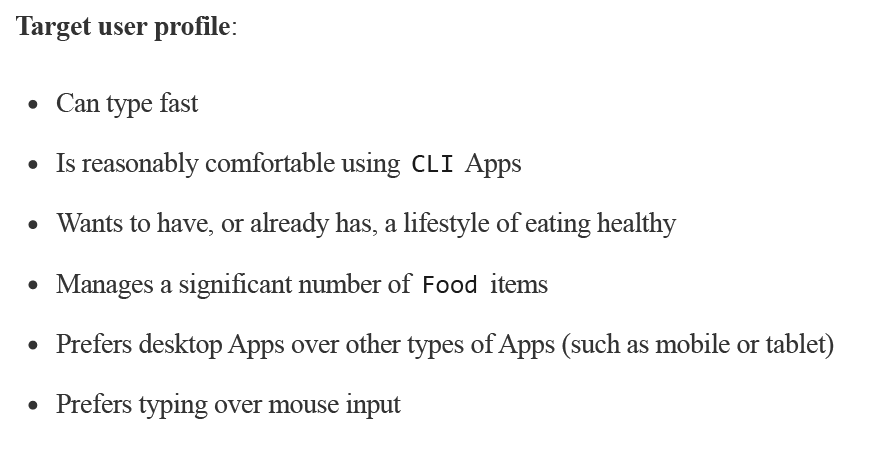 Target user profile:
• Can type fast
• Is reasonably comfortable using CLI Apps
• Wants to have, or already has, a lifestyle of eating healthy
• Manages a significant number of Food items
• Prefers desktop Apps over other types of Apps (such as mobile or tablet)
• Prefers typing over mouse input